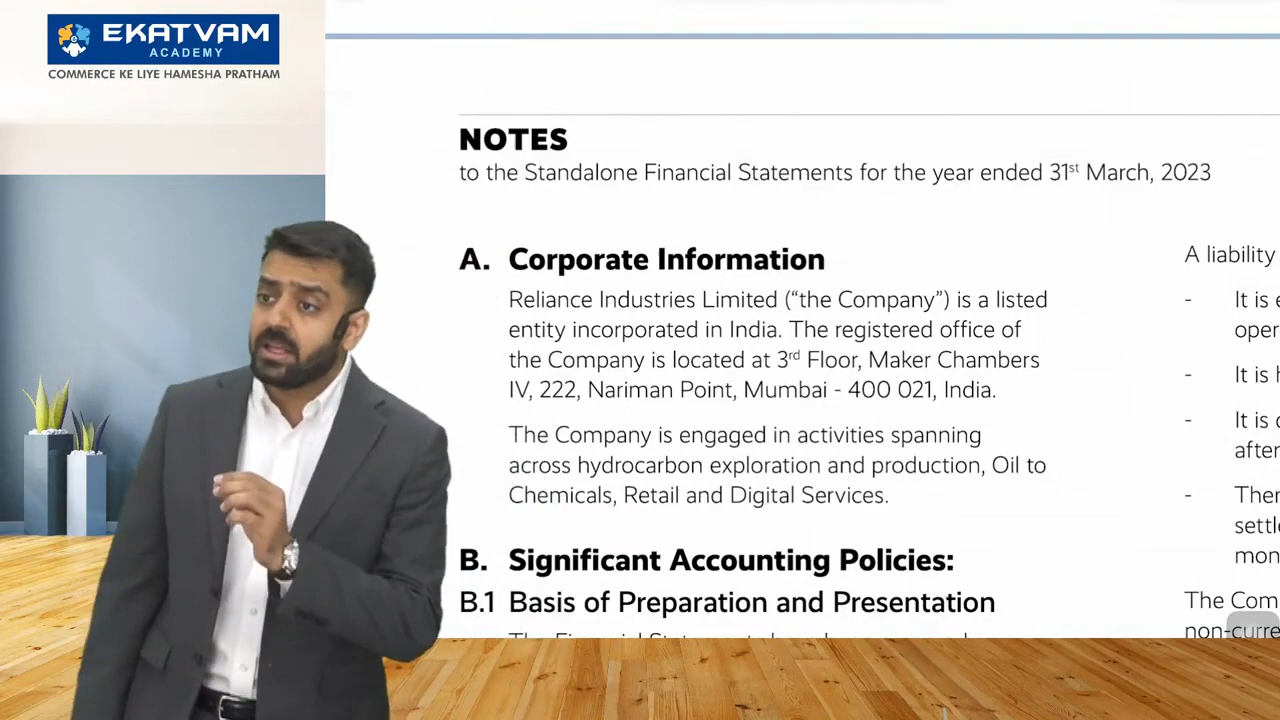 EKATVAM
ACADEMY
COMMERCE KE LIYE HAMESHA PRATHAM
NOTES
to the Standalone Financial Statements for the year ended 31st March, 2023
A. Corporate Information
Reliance Industries Limited (“the Company”) is a listed
entity incorporated in India. The registered office of
the Company is located at 3rd Floor, Maker Chambers
IV, 222, Nariman Point, Mumbai - 400 021, India.
The Company is engaged in activities spanning
across hydrocarbon exploration and production, Oil to
Chemicals, Retail and Digital Services.
B. Significant Accounting Policies:
B.1 Basis of Preparation and Presentation
A liability
- It is
- It is
- It is
after
settle
non-curre